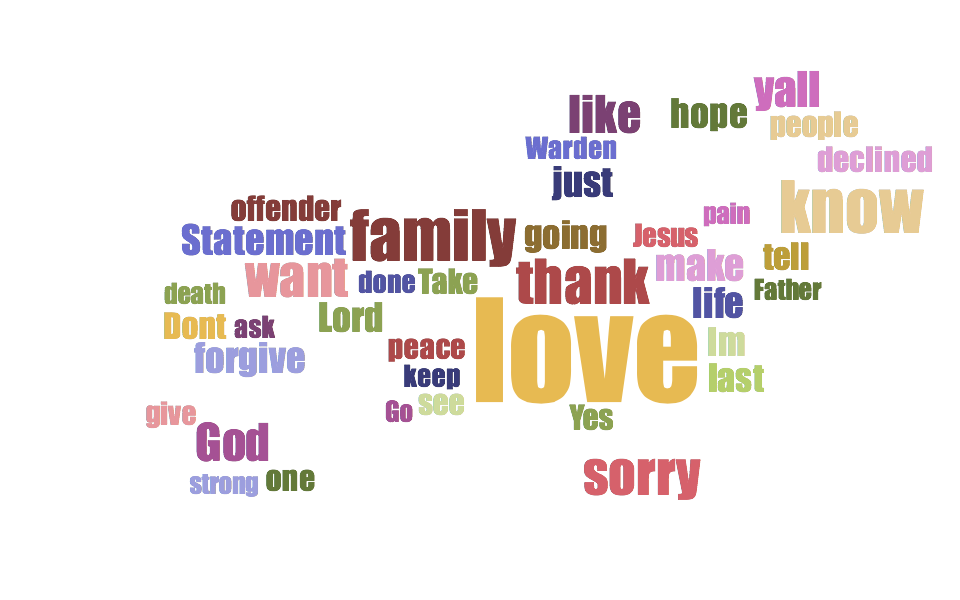 yall
like
hope
people
Warden
declined
just
know
offender
family
pain
Statement
going
Jesus
want
thank
make
tell
done
Take
death
life
Father
Lord
love
Dont
ask
Im
forgive
peace
keep
last
see
give
Go
Yes
God
sorry
strong
one